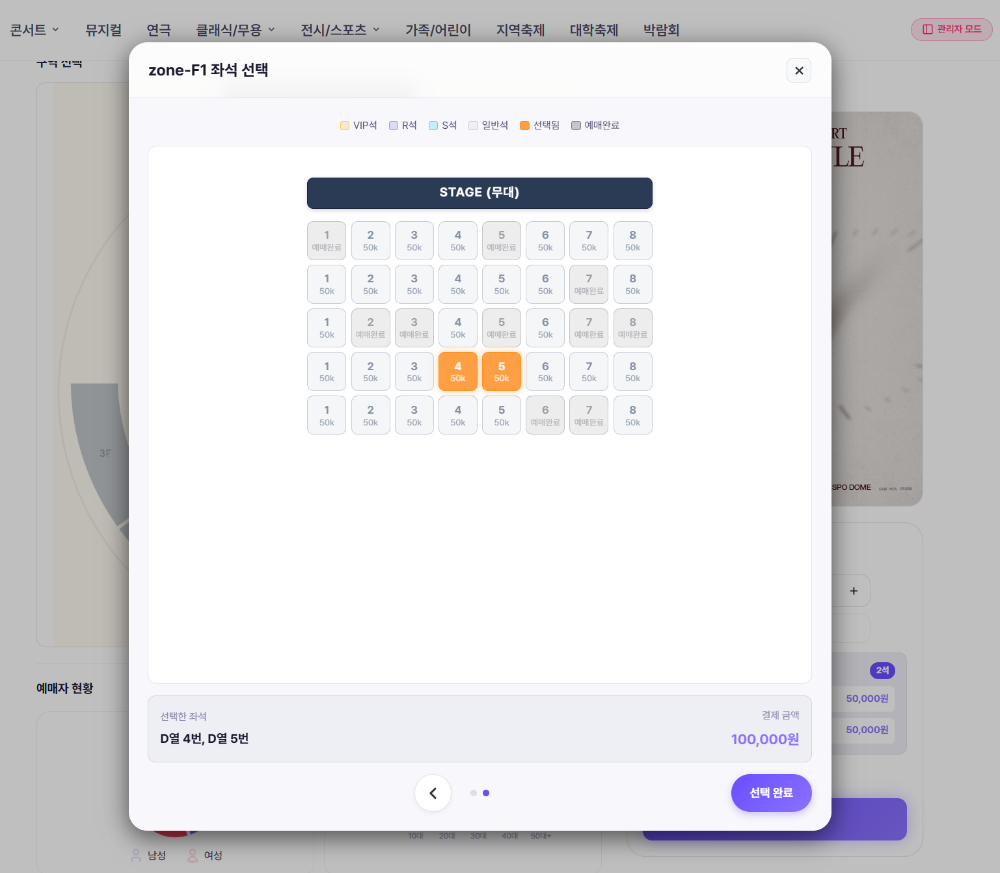 콘서트 뮤지컬 연극 클래식/무용 전시/스포츠 가족/어린이 지역축제 대학축제 박람회 관리자 모드
구역 선택
zone-F1 좌석 선택
VIP석 R석 S석 일반석 선택됨 예매완료
RT
LE
STAGE (무대)
1 2 3 4 5 6 7 8
예매완료 50k 50k 50k 예매완료 50k 50k 50k
1 2 3 4 5 6 7 8
50k 50k 50k 50k 50k 50k 예매완료 50k
1 2 3 4 5 6 7 8
50k 예매완료 예매완료 50k 예매완료 50k 예매완료 예매완료
1 2 3 4 5 6 7 8
50k 50k 50k 50k 50k 50k 50k 50k
1 2 3 4 5 6 7 8
50k 50k 50k 50k 50k 예매완료 예매완료 50k
3F
SPO DOME
+
2석
50,000원
50,000원
예매자 현황
선택한 좌석 결제 금액
D열 4번, D열 5번 100,000원
선택 완료
10대 20대 30대 40대 50대+
남성 여성